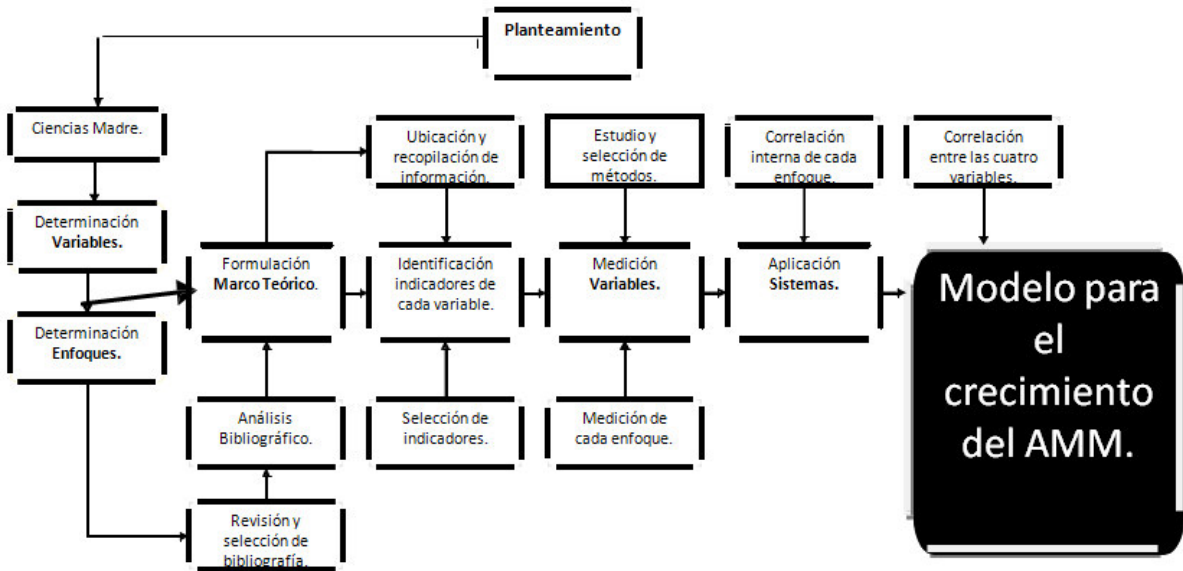 Planteamiento
Ciencias Madre.
Ubicación y
recopilación de
información.
Estudio y
selección de
métodos.
Correlación
interna de cada
enfoque.
Correlación
entre las cuatro
variables.
Determinación
Variables.
Formulación
Marco Teórico.
Identificación
indicadores de
cada variable.
Medición
Variables.
Aplicación
Sistemas.
Modelo para
el
crecimiento
del AMM.
Determinación
Enfoques.
Análisis
Bibliográfico.
Selección de
indicadores.
Medición de
cada enfoque.
Revisión y
selección de
bibliografía.